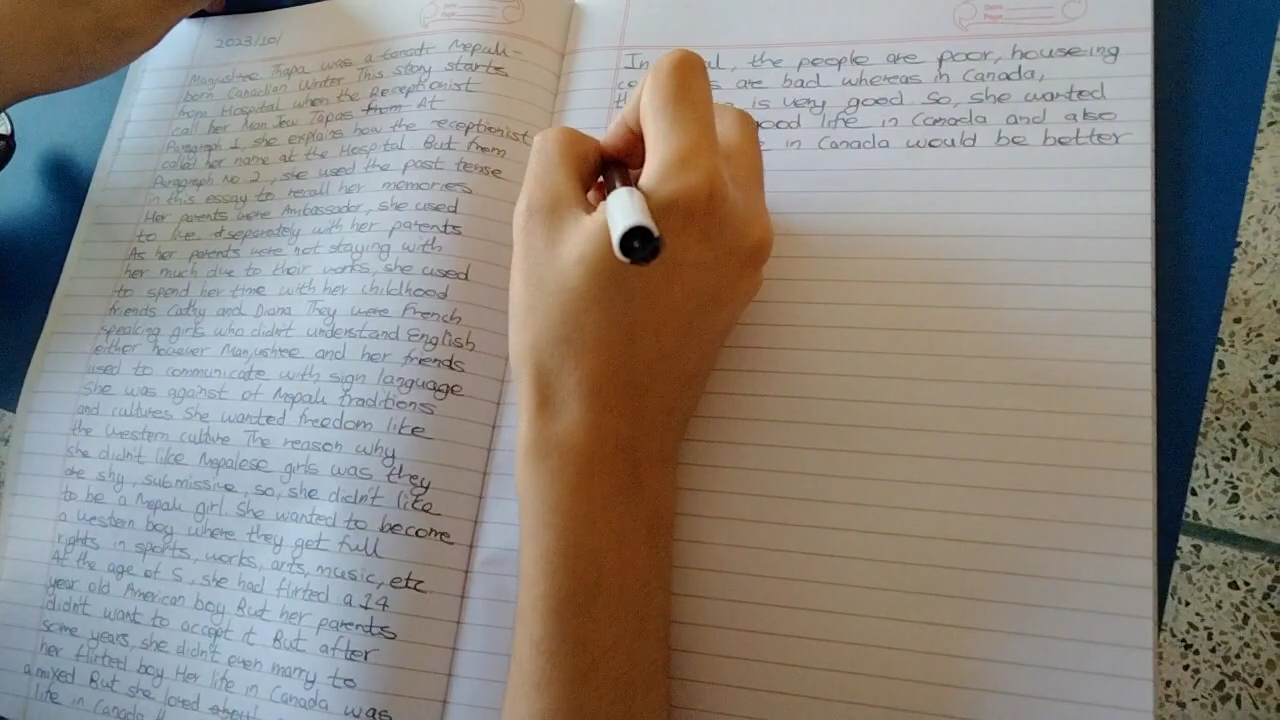 2023/10/
Manjushree Thapa was a Canadt Nepali-
born Canadian Writer This story starts
from Hospital when the Receptionist
call her Man Jew Tapas from At
Paragraph 1, she explains how the receptionist
called her name at the Hospital But from
Paragraph No 2, she used the past tense
in this essay to recall her memories
Her parents were Ambassador, she used
to live separately with her parents
As her parents were not staying with
her much due to their works, she used
to spend her time with her childhood
friends Cathy and Diana They were French
speaking girls who didn't understand English
either however Manjushree and her friends
used to communicate with sign language
She was against of Nepali traditions
and cultures She wanted freedom like
the western culture The reason why
she didn't like Nepalese girls was they
are shy, submissive, so, she didn't like
to be a Nepali girl. She wanted to become
a western boy where they get full
rights in sports, works, arts, music, etc
At the age of 5, she had flirted a 14
year old American boy But her parents
didn't want to accept it But after
some years, she didn't even marry to
her flirted boy Her life in Canada was
a mixed But she loved about
life in Canada
Date:
Page:
In the people are poor, houseing
are bad whereas in Canada,
is very good so, she wanted
good life in Canada and also
in Canada would be better